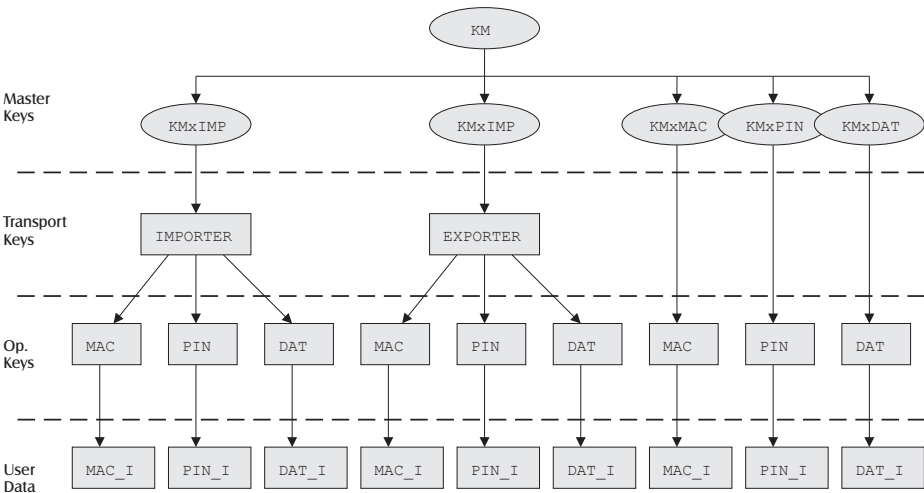 KM
Master
Keys
KMxIMP KMxIMP KMxMAC KMxPIN KMxDAT
Transport
Keys
IMPORTER EXPORTER
Op.
Keys
MAC PIN DAT MAC PIN DAT MAC PIN DAT
User
Data
MAC_I PIN_I DAT_I MAC_I PIN_I DAT_I MAC_I PIN_I DAT_I